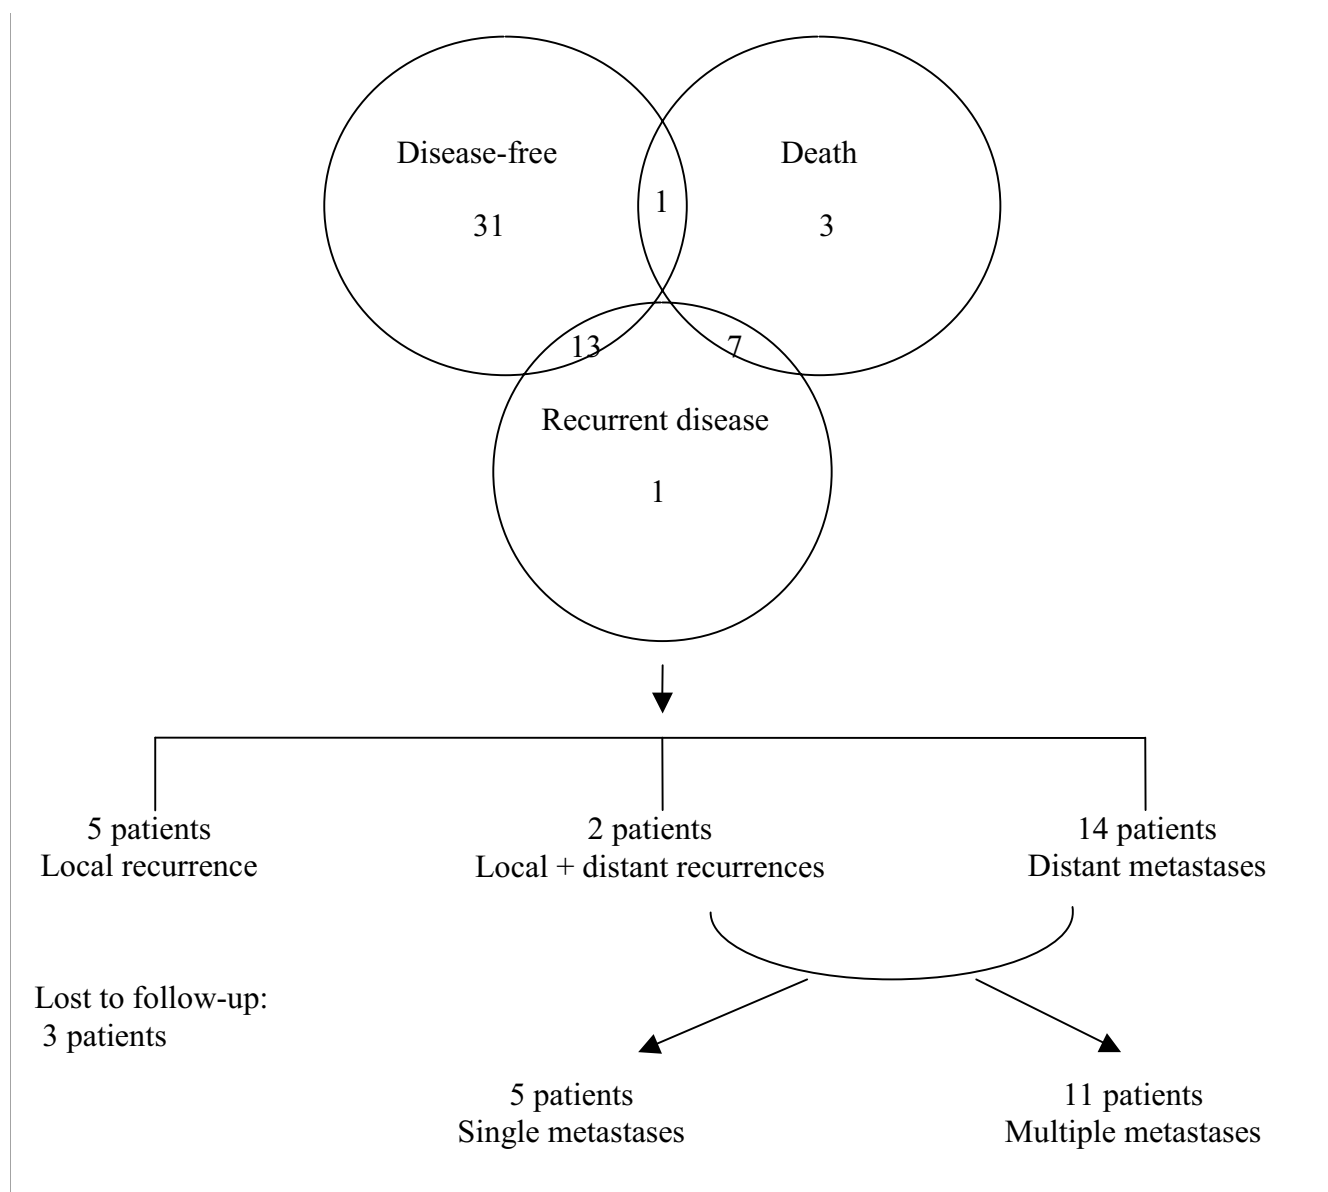 Disease-free
Death
1
31
3
13
7
Recurrent disease
1
5 patients
Local recurrence
2 patients
Local + distant recurrences
14 patients
Distant metastases
Lost to follow-up:
3 patients
5 patients
Single metastases
11 patients
Multiple metastases